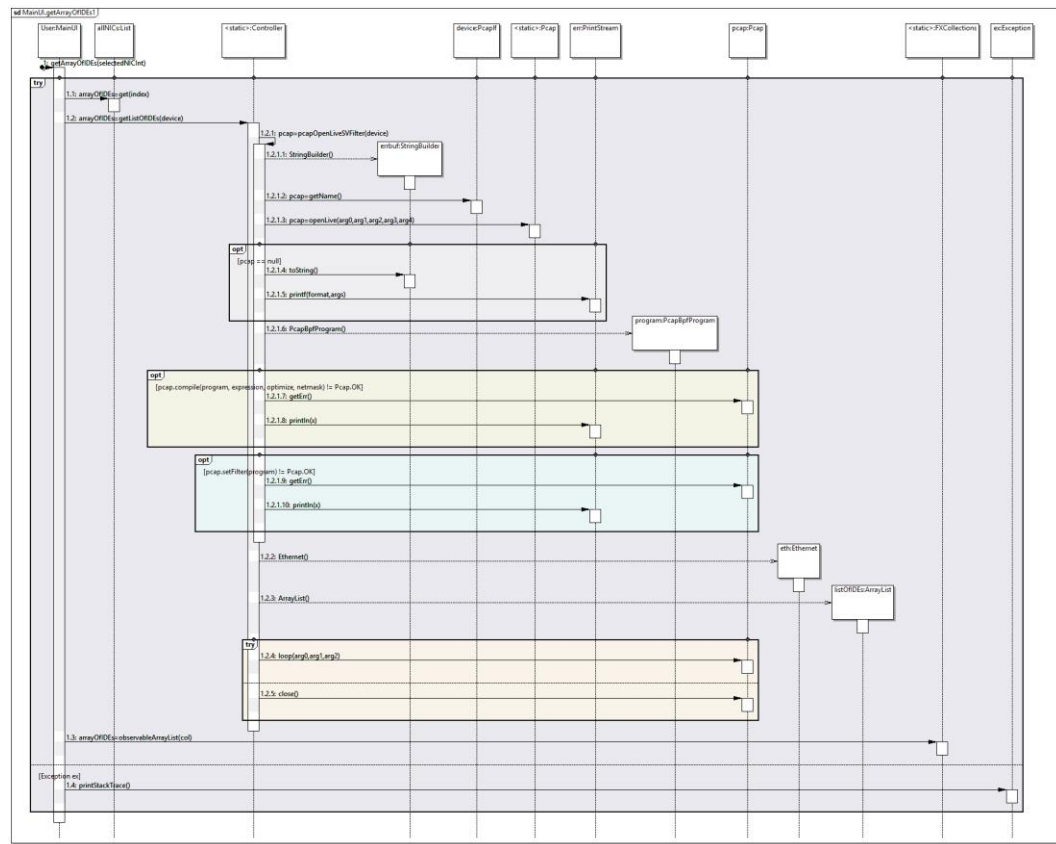 sd MainUI.getArrayOfIDEs1
User:MainUI
allNICs:List
<static>:Controller
device:PcapIf
<static>:Pcap
err:PrintStream
pcap:Pcap
<static>:FXCollections
ex:Exception
1: getArrayOfIDEs(selectedNICInt)
try
1.1: arrayOfIDEs=get(index)
1.2: arrayOfIDEs=getListOfIDEs(device)
1.2.1: pcap=pcapOpenLiveSVFilter(device)
errbuf:StringBuilder
1.2.1.1: StringBuilder()
1.2.1.2: pcap=getName()
1.2.1.3: pcap=openLive(arg0,arg1,arg2,arg3,arg4)
opt
[pcap == null]
1.2.1.4: toString()
1.2.1.5: printf(format,args)
program:PcapBpfProgram
1.2.1.6: PcapBpfProgram()
opt
[pcap.compile(program, expression, optimize, netmask) != Pcap.OK]
1.2.1.7: getErr()
1.2.1.8: println(s)
opt
[pcap.setFilter(program) != Pcap.OK]
1.2.1.9: getErr()
1.2.1.10: println(s)
eth:Ethernet
1.2.2: Ethernet()
listOfIDEs:ArrayList
1.2.3: ArrayList()
try
1.2.4: loop(arg0,arg1,arg2)
1.2.5: close()
1.3: arrayOfIDEs=observableArrayList(col)
[Exception ex]
1.4: printStackTrace()